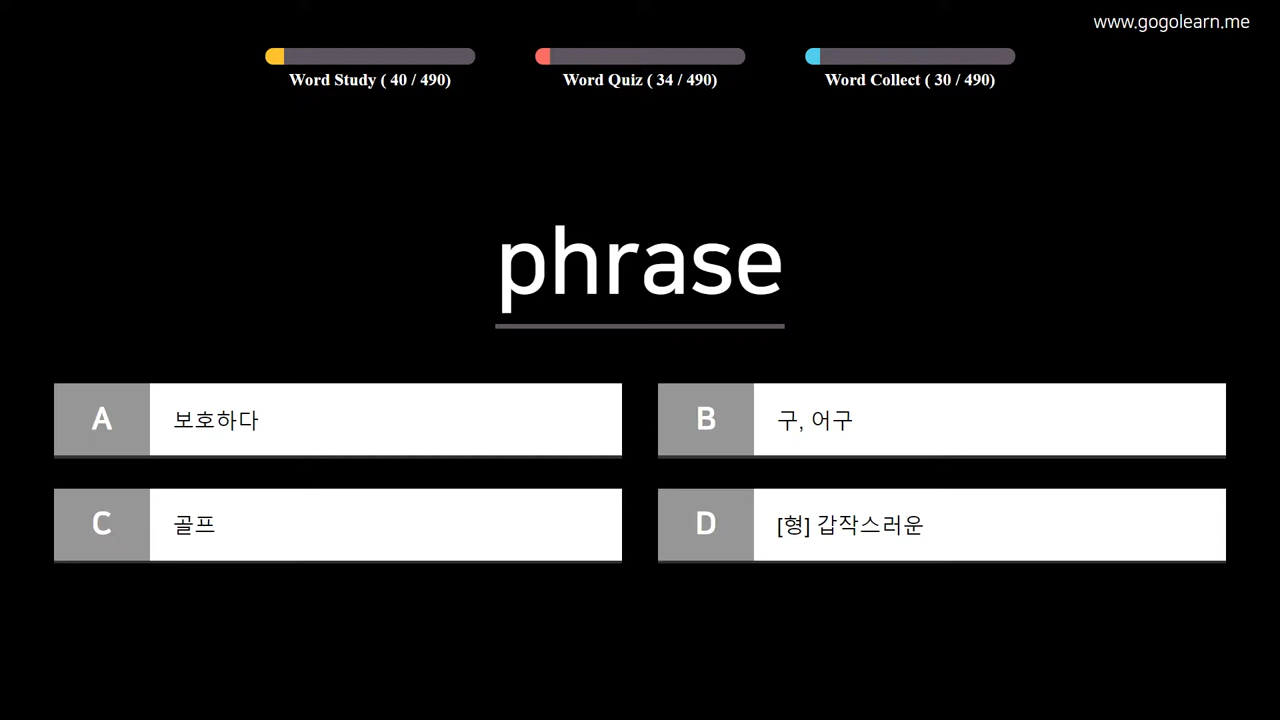 www.gogolearn.me
Word Study ( 40 / 490)
Word Quiz ( 34 / 490)
Word Collect ( 30 / 490)
phrase
A 보호하다
B 구, 어구
C 골프
D [형] 갑작스러운